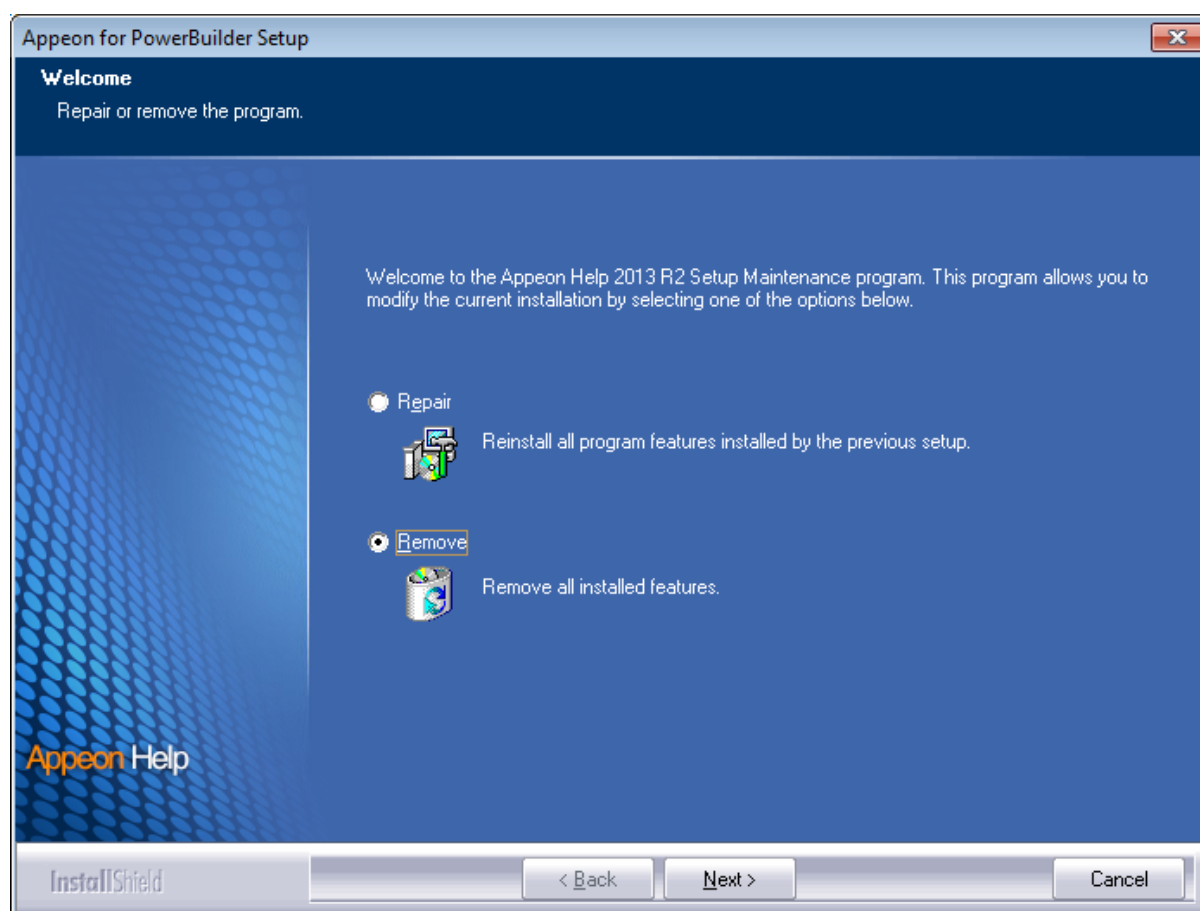 Appeon for PowerBuilder Setup
Welcome
Repair or remove the program.
Welcome to the Appeon Help 2013 R2 Setup Maintenance program. This program allows you to
modify the current installation by selecting one of the options below.
Repair
Reinstall all program features installed by the previous setup.
Remove
Remove all installed features.
Appeon Help
InstallShield
< Back
Next >
Cancel